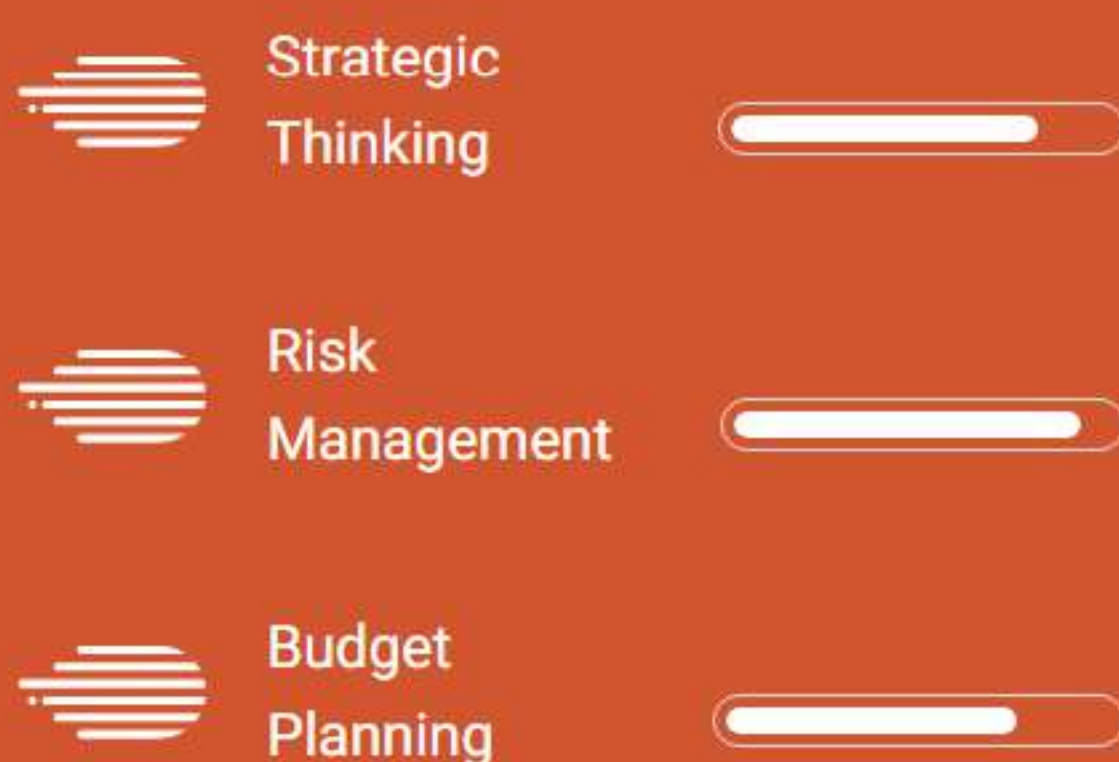 Strategic
Thinking
Risk
Management
Budget
Planning